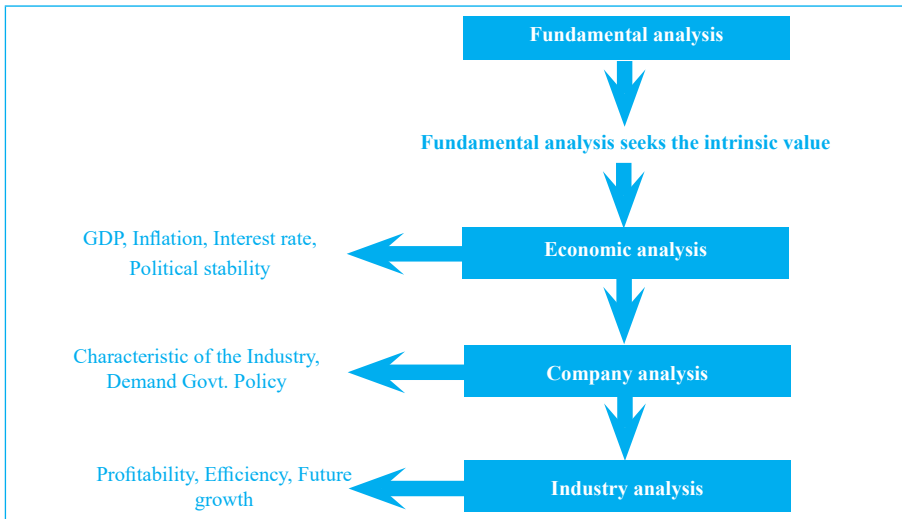 Fundamental analysis
Fundamental analysis seeks the intrinsic value
GDP, Inflation, Interest rate,
Political stability
Economic analysis
Characteristic of the Industry,
Demand Govt. Policy
Company analysis
Profitability, Efficiency, Future
growth
Industry analysis